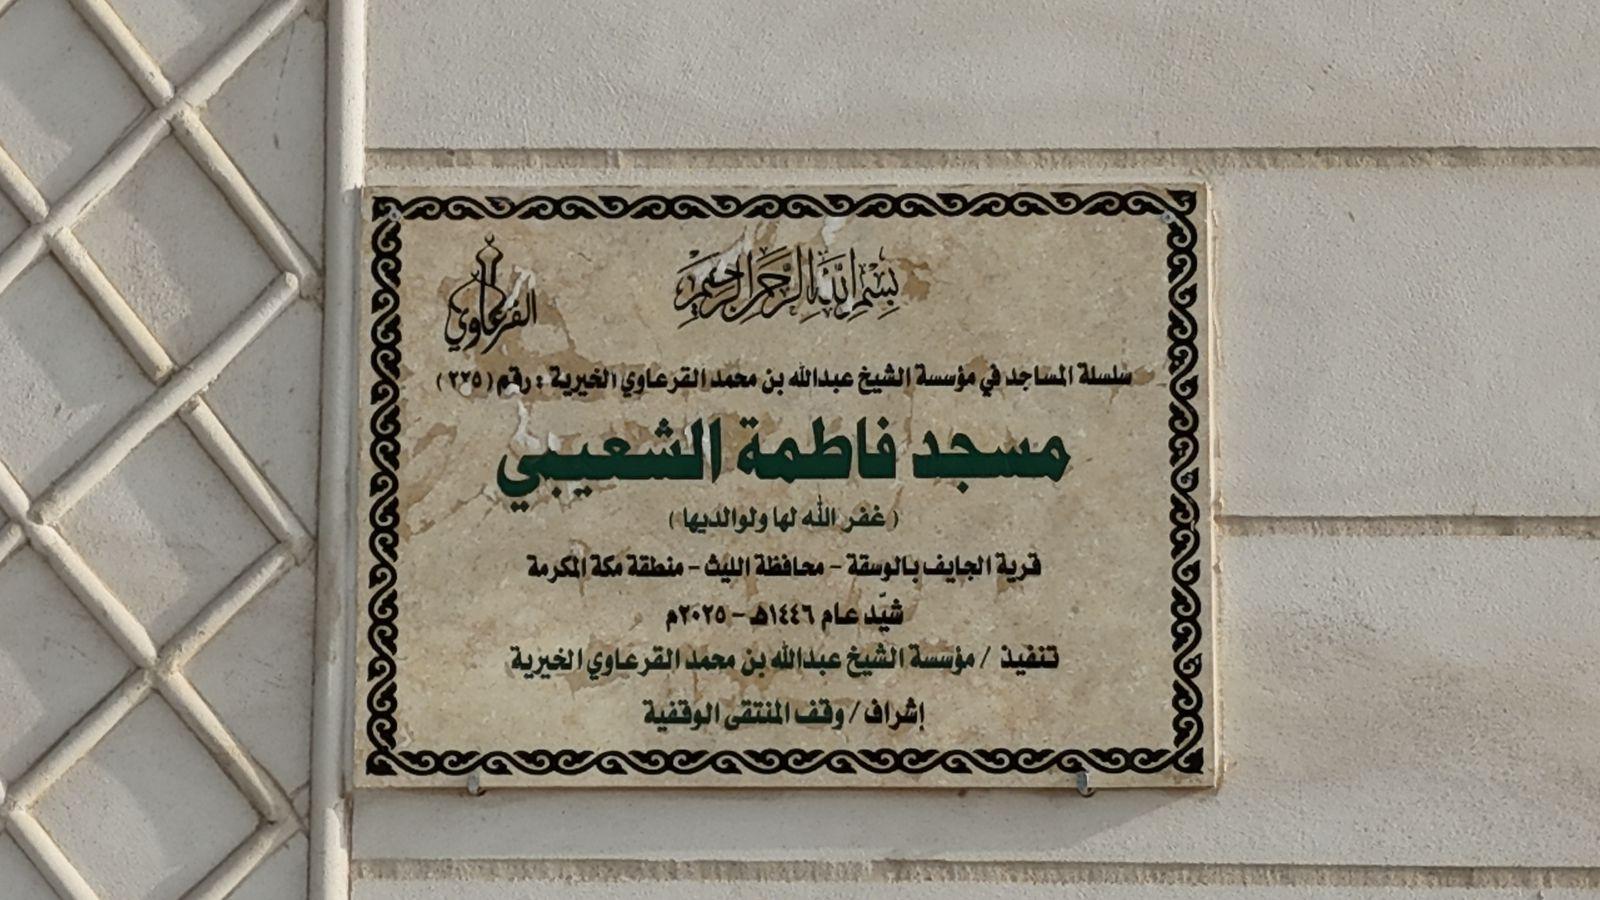 بسم الله الرحمن الرحيم
القرعاوي
سلسلة المساجد في مؤسسة الشيخ عبدالله بن محمد القرعاوي الخيرية : رقم ( ٢٢٥ )
مسجد فاطمة الشعيبي
( غفر الله لها ولوالديها )
قرية الجايف بالوسقة - محافظة الليث - منطقة مكة المكرمة
شيّد عام ١٤٤٦هـ - ٢٠٢٥م
تنفيذ / مؤسسة الشيخ عبدالله بن محمد القرعاوي الخيرية
إشراف / وقف المنتقى الوقفية